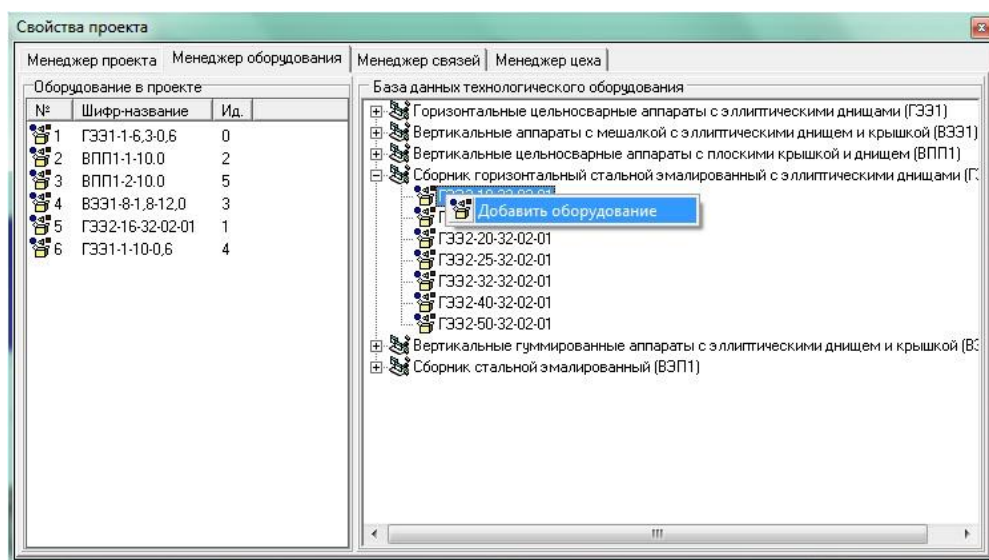 Свойства проекта
Менеджер проекта Менеджер оборудования Менеджер связей Менеджер цеха
Оборудование в проекте
№ Шифр-название Ид.
1 ГЭЭ1-1-6,3-0,6 0
2 ВПП1-1-10.0 2
3 ВПП1-2-10.0 5
4 ВЭЭ1-8-1,8-12,0 3
5 ГЭЭ2-16-32-02-01 1
6 ГЭЭ1-1-10-0,6 4
База данных технологического оборудования
Горизонтальные цельносварные аппараты с эллиптическими днищами (ГЭЭ1)
Вертикальные аппараты с мешалкой с эллиптическими днищем и крышкой (ВЭЭ1)
Вертикальные цельносварные аппараты с плоскими крышкой и днищем (ВПП1)
Сборник горизонтальный стальной эмалированный с эллиптическими днищами (Г
Добавить оборудование
ГЭЭ2-20-32-02-01
ГЭЭ2-25-32-02-01
ГЭЭ2-32-32-02-01
ГЭЭ2-40-32-02-01
ГЭЭ2-50-32-02-01
Вертикальные гуммированные аппараты с эллиптическими днищем и крышкой (ВЭ
Сборник стальной эмалированный (ВЭП1)